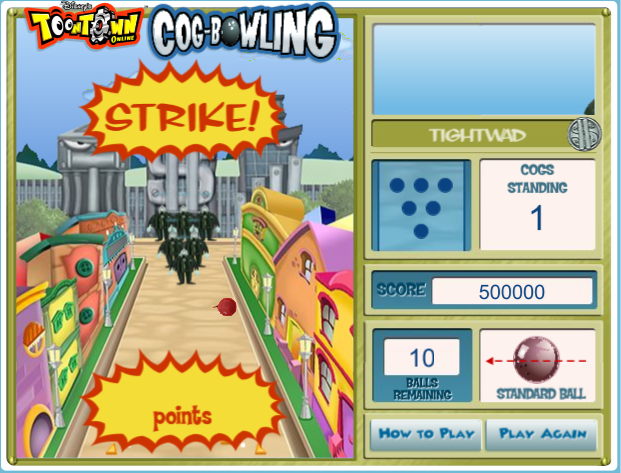 Disney's
TOONTOWN
ONLINE
COG-BOWLING
STRIKE!
points
TIGHTWAD
COGS
STANDING
1
SCORE
500000
10
BALLS
REMAINING
STANDARD BALL
HOW TO PLAY
PLAY AGAIN